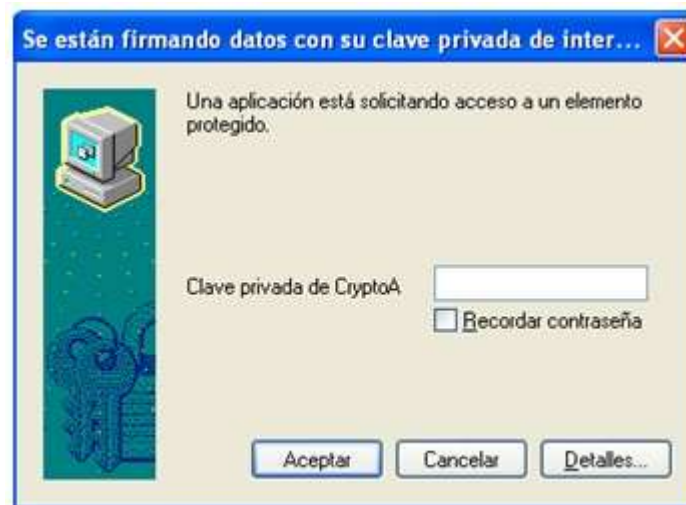 Se están firmando datos con su clave privada de inter...
Una aplicación está solicitando acceso a un elemento
protegido.
Clave privada de CryptoA
Recordar contraseña
Aceptar
Cancelar
Detalles...